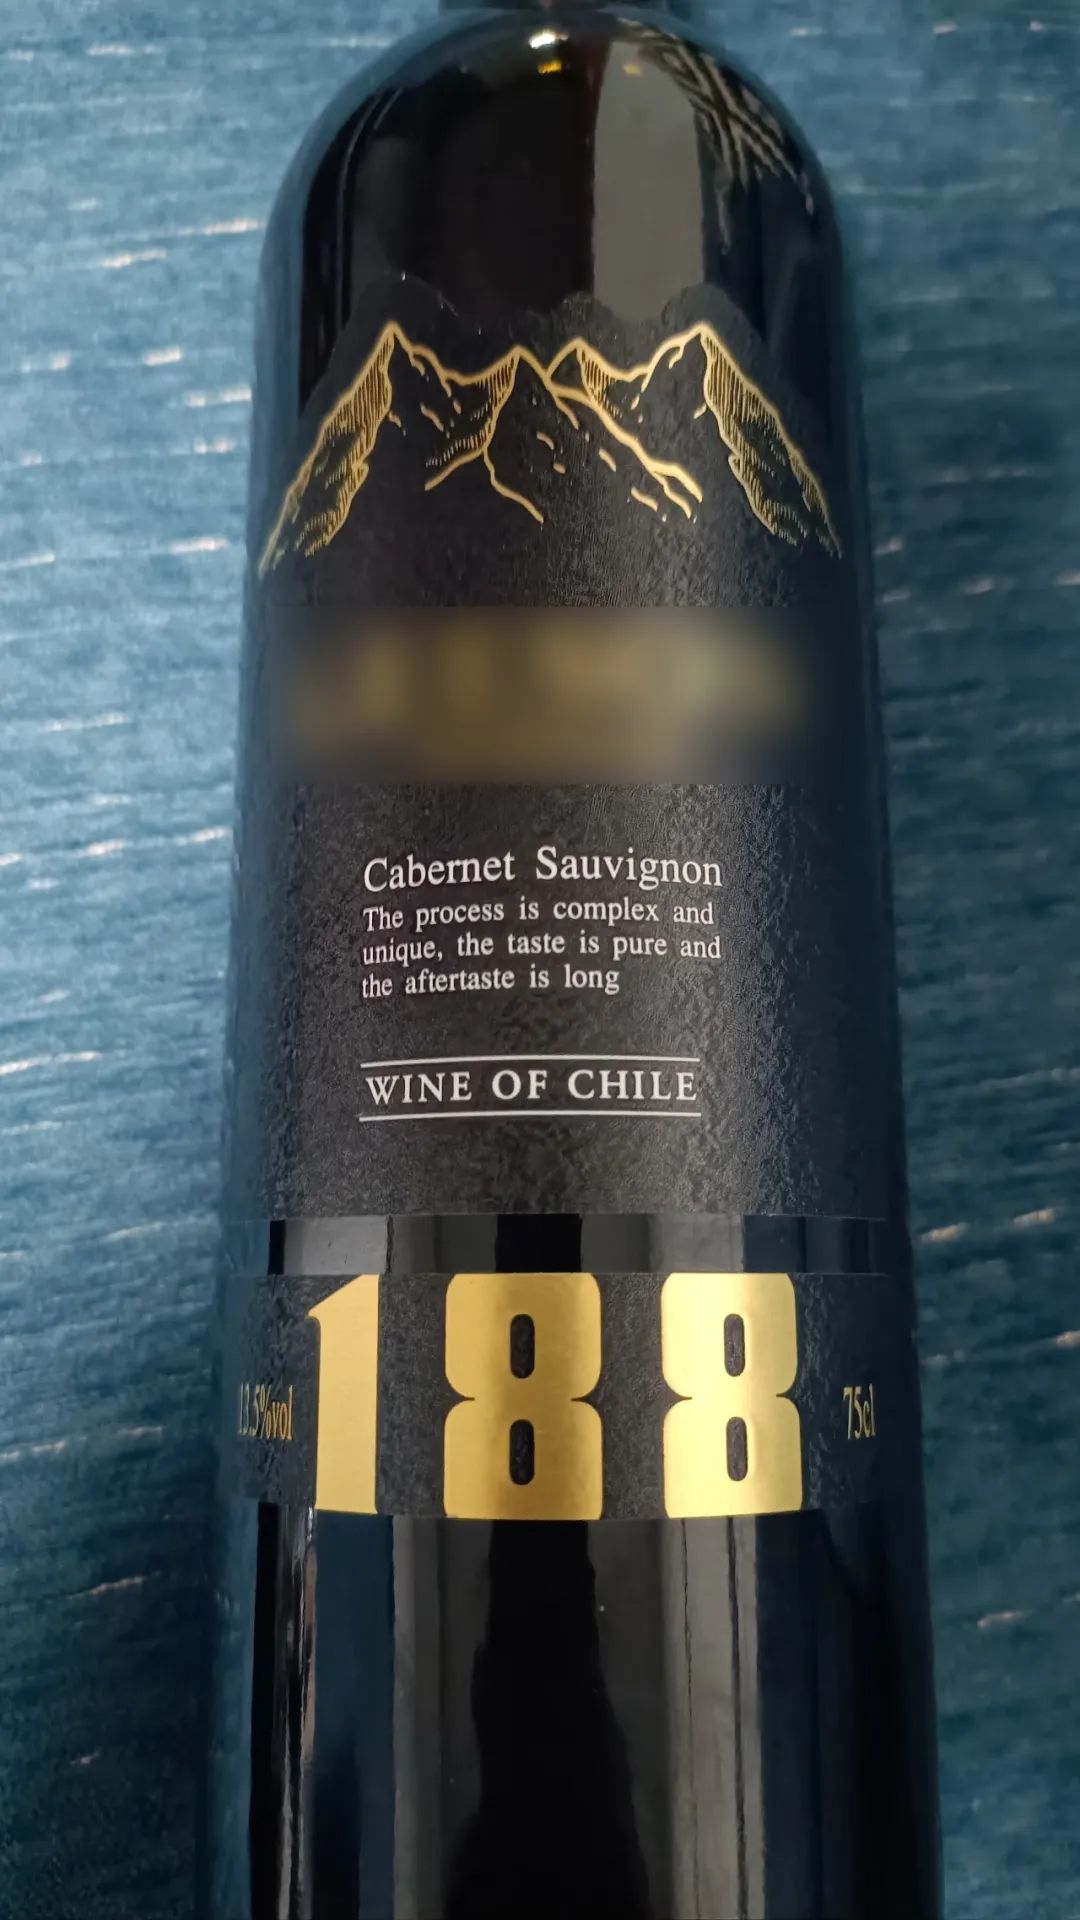 Cabernet Sauvignon
The process is complex and
unique, the taste is pure and
the aftertaste is long
WINE OF CHILE
13.5%vol
188
75cl